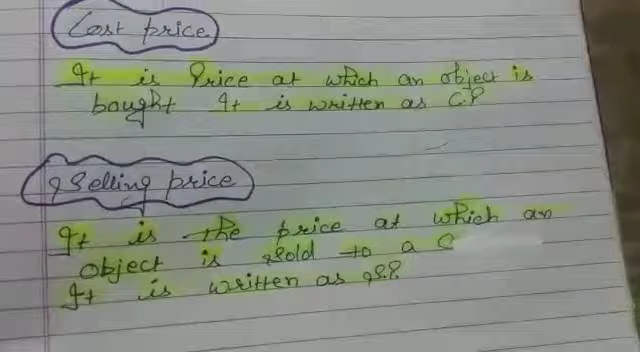 Cost price
It is Price at which an object is
bought It is written as C.P
Selling price
It is the price at which an
object is sold to a C
It is written as S.P